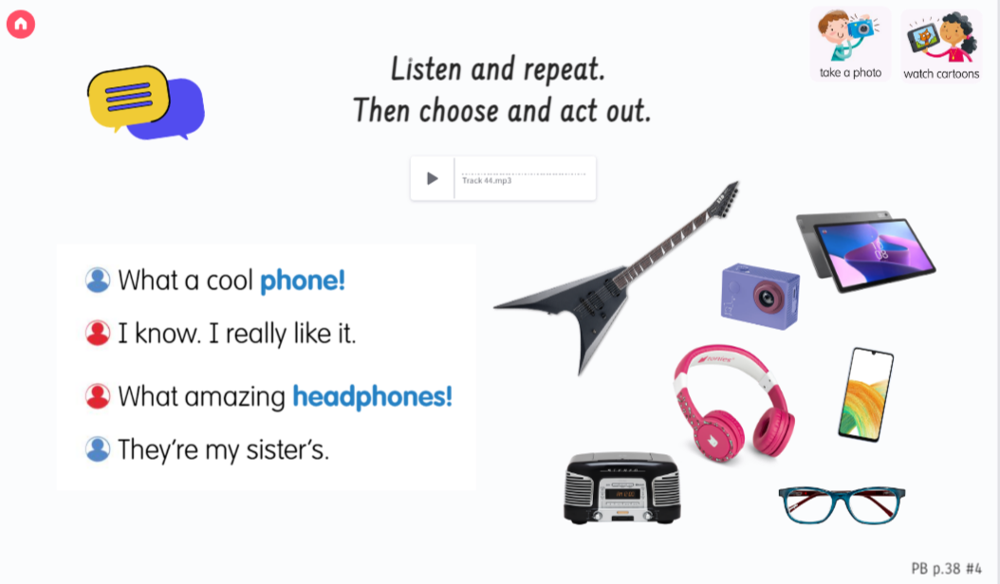 take a photo
watch cartoons
Listen and repeat.
Then choose and act out.
Track 44.mp3
What a cool phone!
I know. I really like it.
What amazing headphones!
They're my sister's.
PB p.38 #4